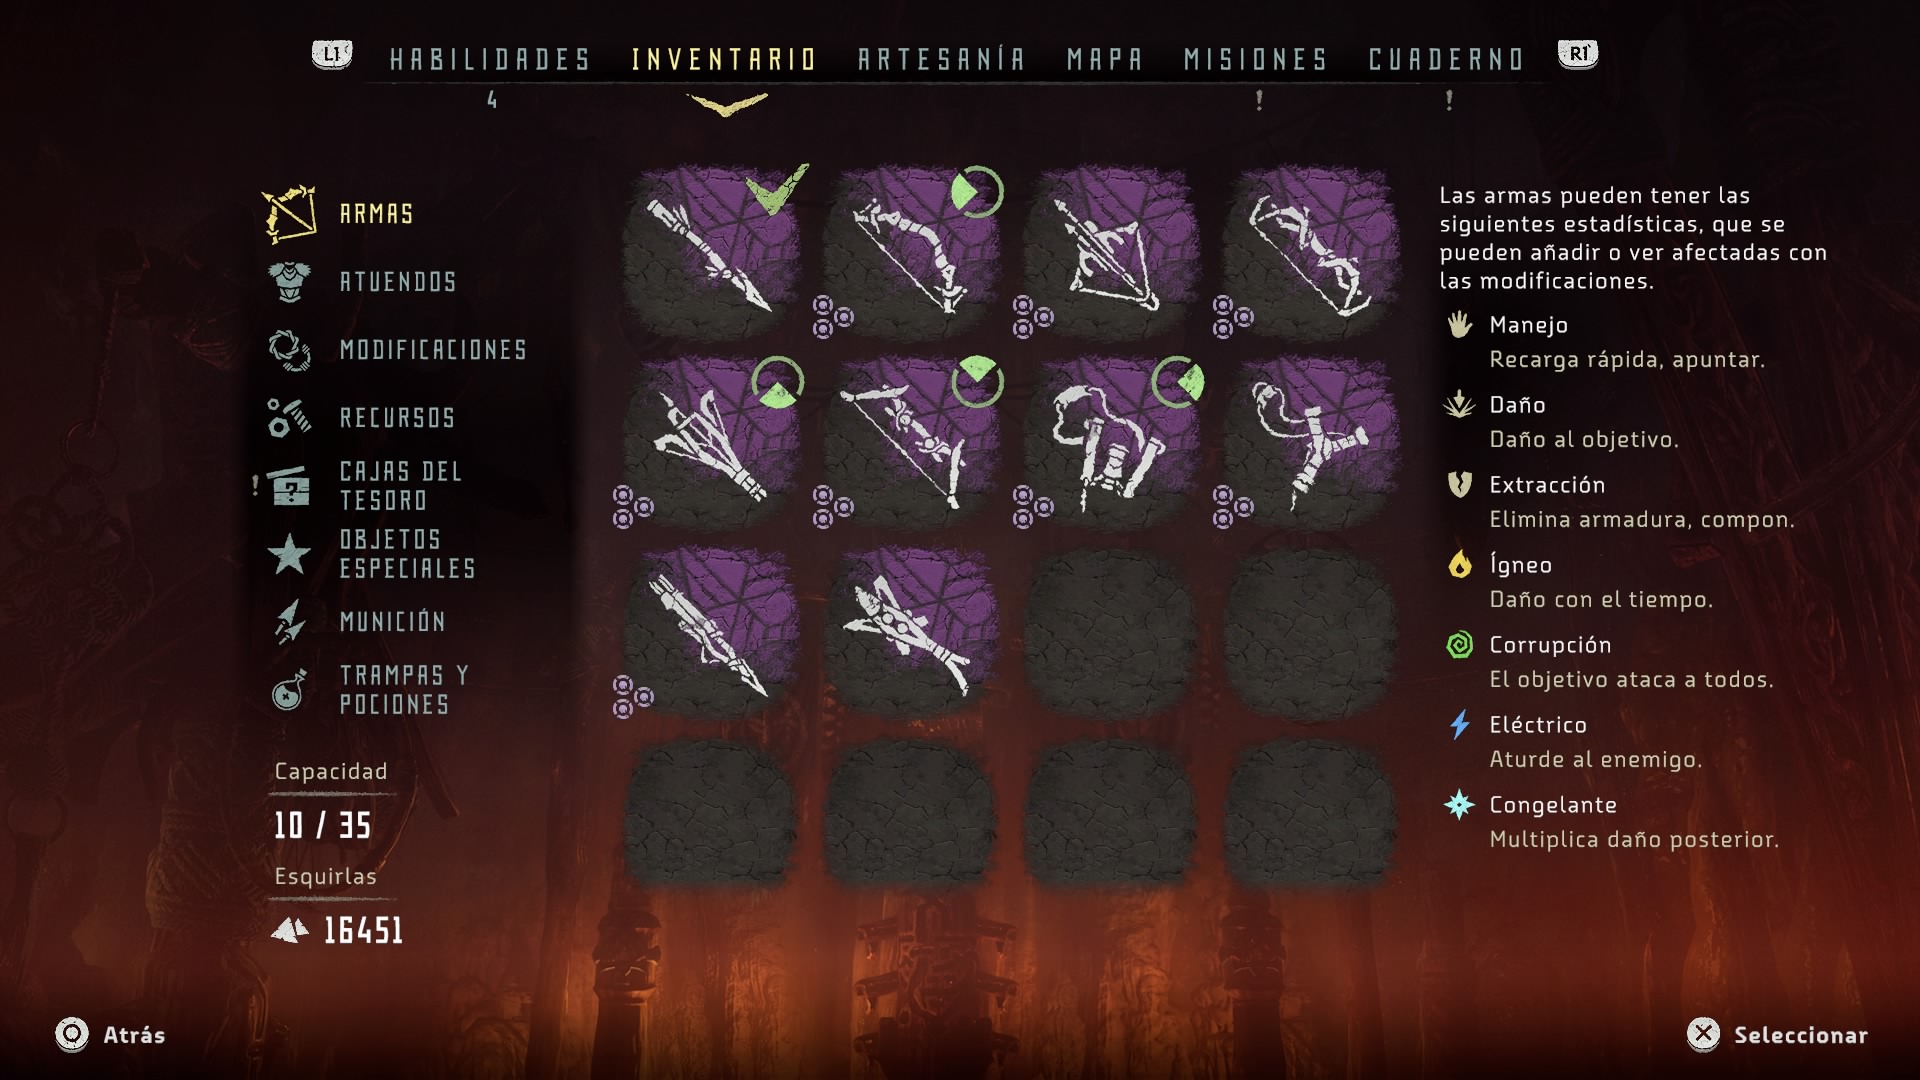 L1 HABILIDADES INVENTARIO ARTESANÍA MAPA MISIONES CUADERNO R1
4 ! !
ARMAS
ATUENDOS
MODIFICACIONES
RECURSOS
! CAJAS DEL
TESORO
OBJETOS
ESPECIALES
MUNICIÓN
TRAMPAS Y
POCIONES
Capacidad
10 / 35
Esquirlas
16451
Las armas pueden tener las
siguientes estadísticas, que se
pueden añadir o ver afectadas con
las modificaciones.
Manejo
Recarga rápida, apuntar.
Daño
Daño al objetivo.
Extracción
Elimina armadura, compon.
Ígneo
Daño con el tiempo.
Corrupción
El objetivo ataca a todos.
Eléctrico
Aturde al enemigo.
Congelante
Multiplica daño posterior.
Atrás
Seleccionar